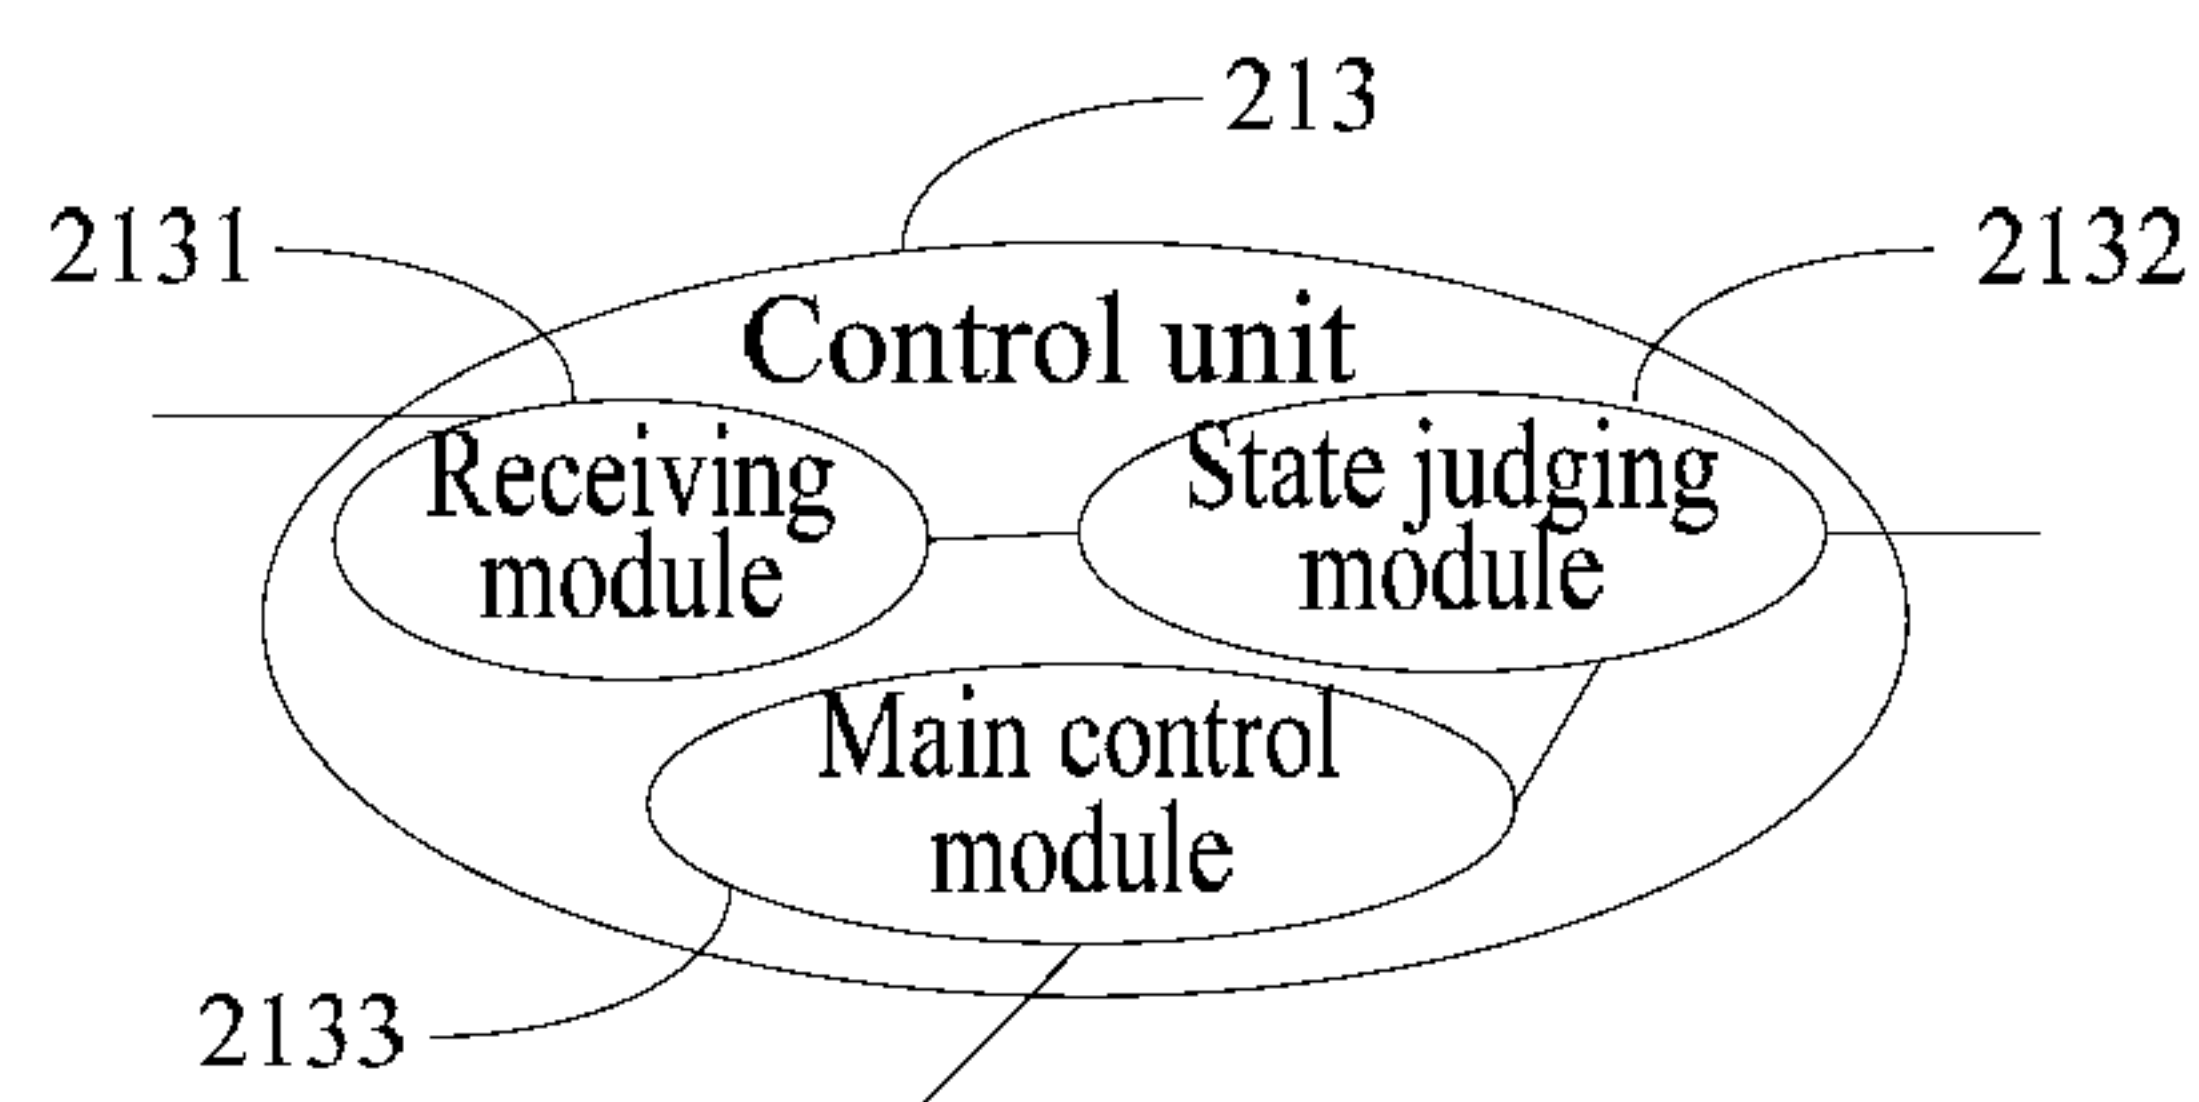 213
2131
2132
Control unit
Receiving
module
State judging
module
Main control
module
2133